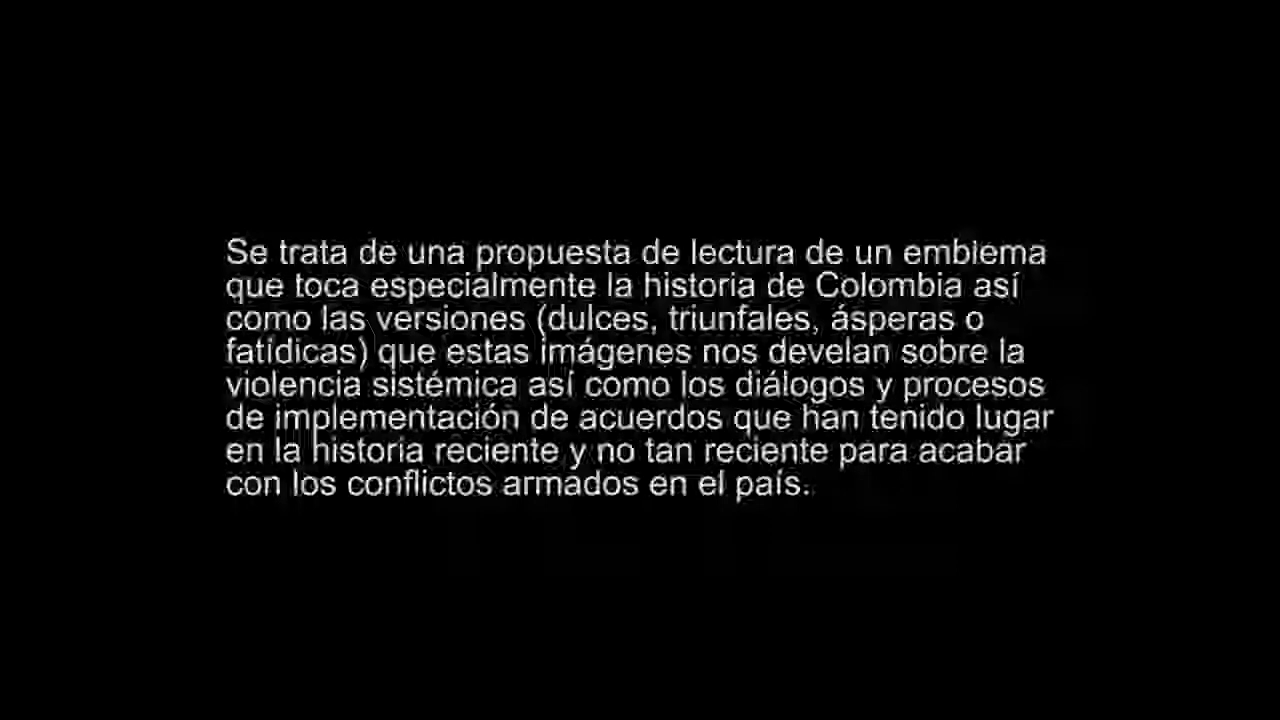 Se trata de una propuesta de lectura de un emblema
que toca especialmente la historia de Colombia así
como las versiones (dulces, triunfales, ásperas o
fatídicas) que estas imágenes nos develan sobre la
violencia sistémica así como los diálogos y procesos
de implementación de acuerdos que han tenido lugar
en la historia reciente y no tan reciente para acabar
con los conflictos armados en el país.